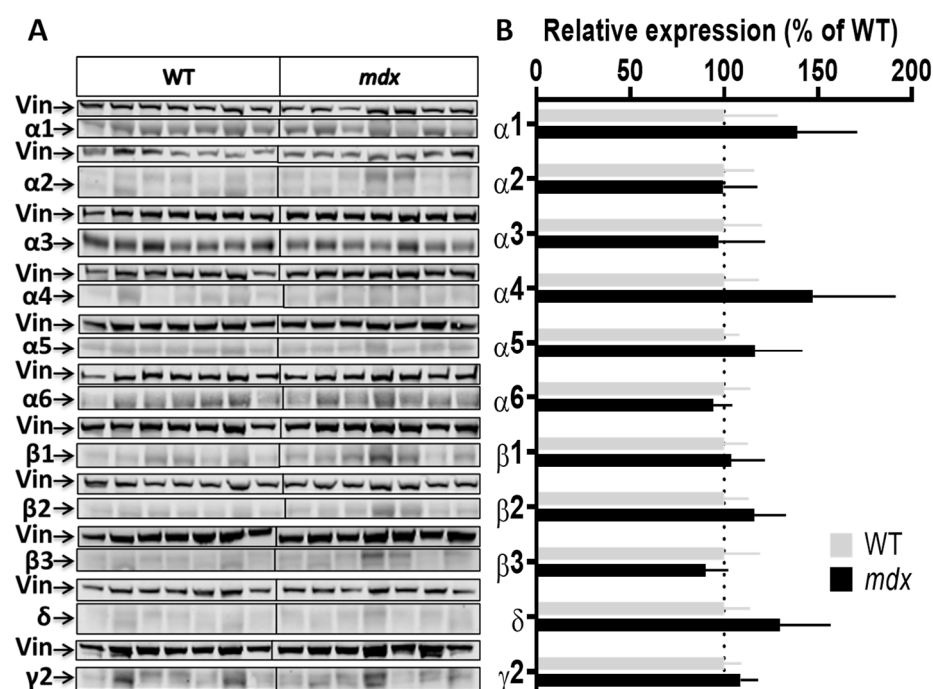 A
WT mdx
Vin→
α1→
Vin→
α2→
Vin→
α3→
Vin→
α4→
Vin→
α5→
Vin→
α6→
Vin→
β1→
Vin→
β2→
Vin→
β3→
Vin→
δ→
Vin→
γ2→
B Relative expression (% of WT)
0 50 100 150 200
α1
α2
α3
α4
α5
α6
β1
β2
β3
δ
γ2
WT
mdx